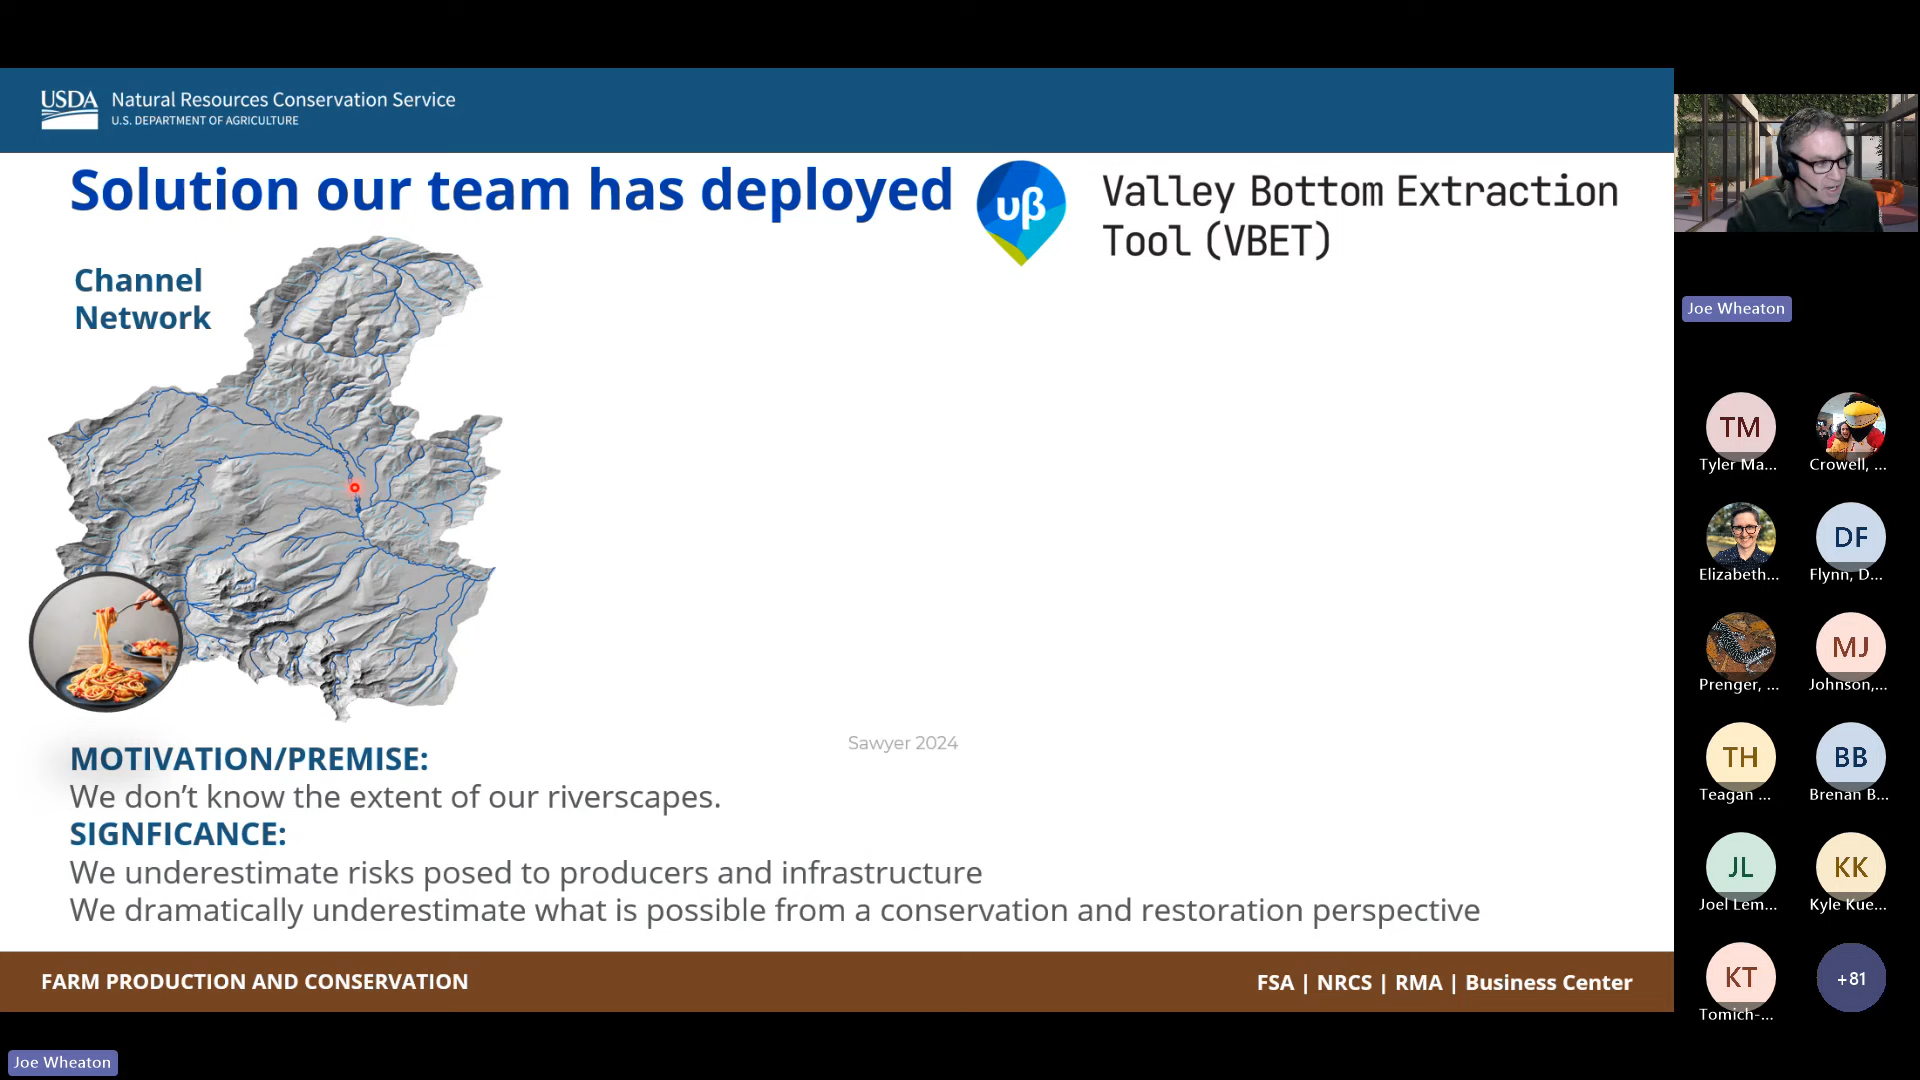 USDA
Natural Resources Conservation Service
U.S. DEPARTMENT OF AGRICULTURE
Solution our team has deployed
υβ
Valley Bottom Extraction
Tool (VBET)
Channel
Network
Sawyer 2024
MOTIVATION/PREMISE:
We don’t know the extent of our riverscapes.
SIGNFICANCE:
We underestimate risks posed to producers and infrastructure
We dramatically underestimate what is possible from a conservation and restoration perspective
FARM PRODUCTION AND CONSERVATION
FSA | NRCS | RMA | Business Center
Joe Wheaton
Joe Wheaton
TM
Tyler Ma...
Crowell, ...
Elizabeth...
DF
Flynn, D...
Prenger, ...
MJ
Johnson,...
TH
Teagan ...
BB
Brenan B...
JL
Joel Lem...
KK
Kyle Kue...
KT
Tomich-...
+81